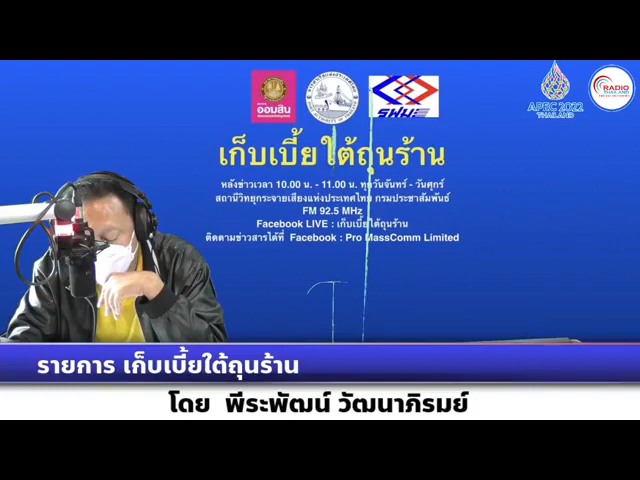 ออมสิน
รฟม
APEC 2022
THAILAND
RADIO
THAILAND
เก็บเบี้ย ใต้ถุนร้าน
หลังข่าวเวลา 10.00 น. - 11.00 น. ทุกวันจันทร์ - วันศุกร์
สถานีวิทยุกระจายเสียงแห่งประเทศไทย กรมประชาสัมพันธ์
FM 92.5 MHz
Facebook LIVE : เก็บเบี้ยใต้ถุนร้าน
ติดตามข่าวสารได้ที่ Facebook : Pro MassComm Limited
รายการ เก็บเบี้ยใต้ถุนร้าน
โดย พีระพัฒน์ วัฒนาภิรมย์